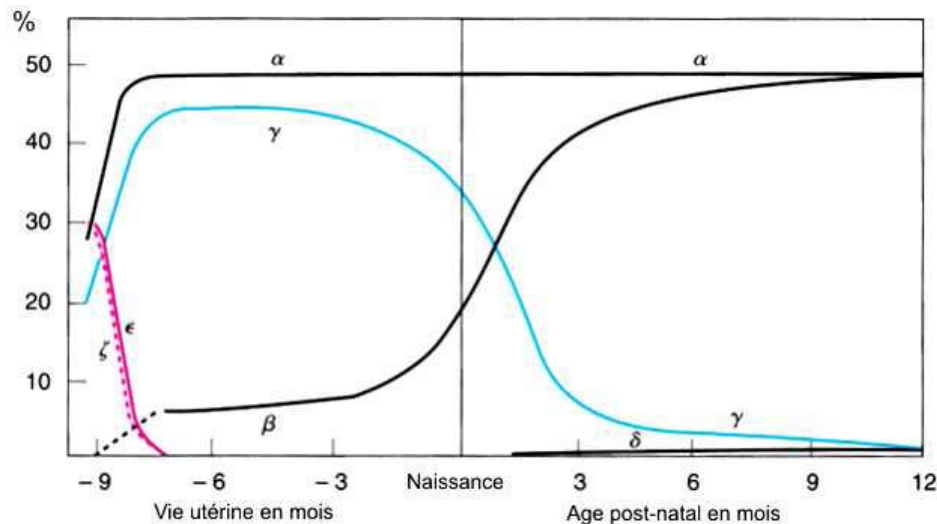 %
50
40
30
20
10
α
α
γ
ϵ
ζ
β
γ
δ
− 9
− 6
− 3
Naissance
3
6
9
12
Vie utérine en mois
Age post-natal en mois